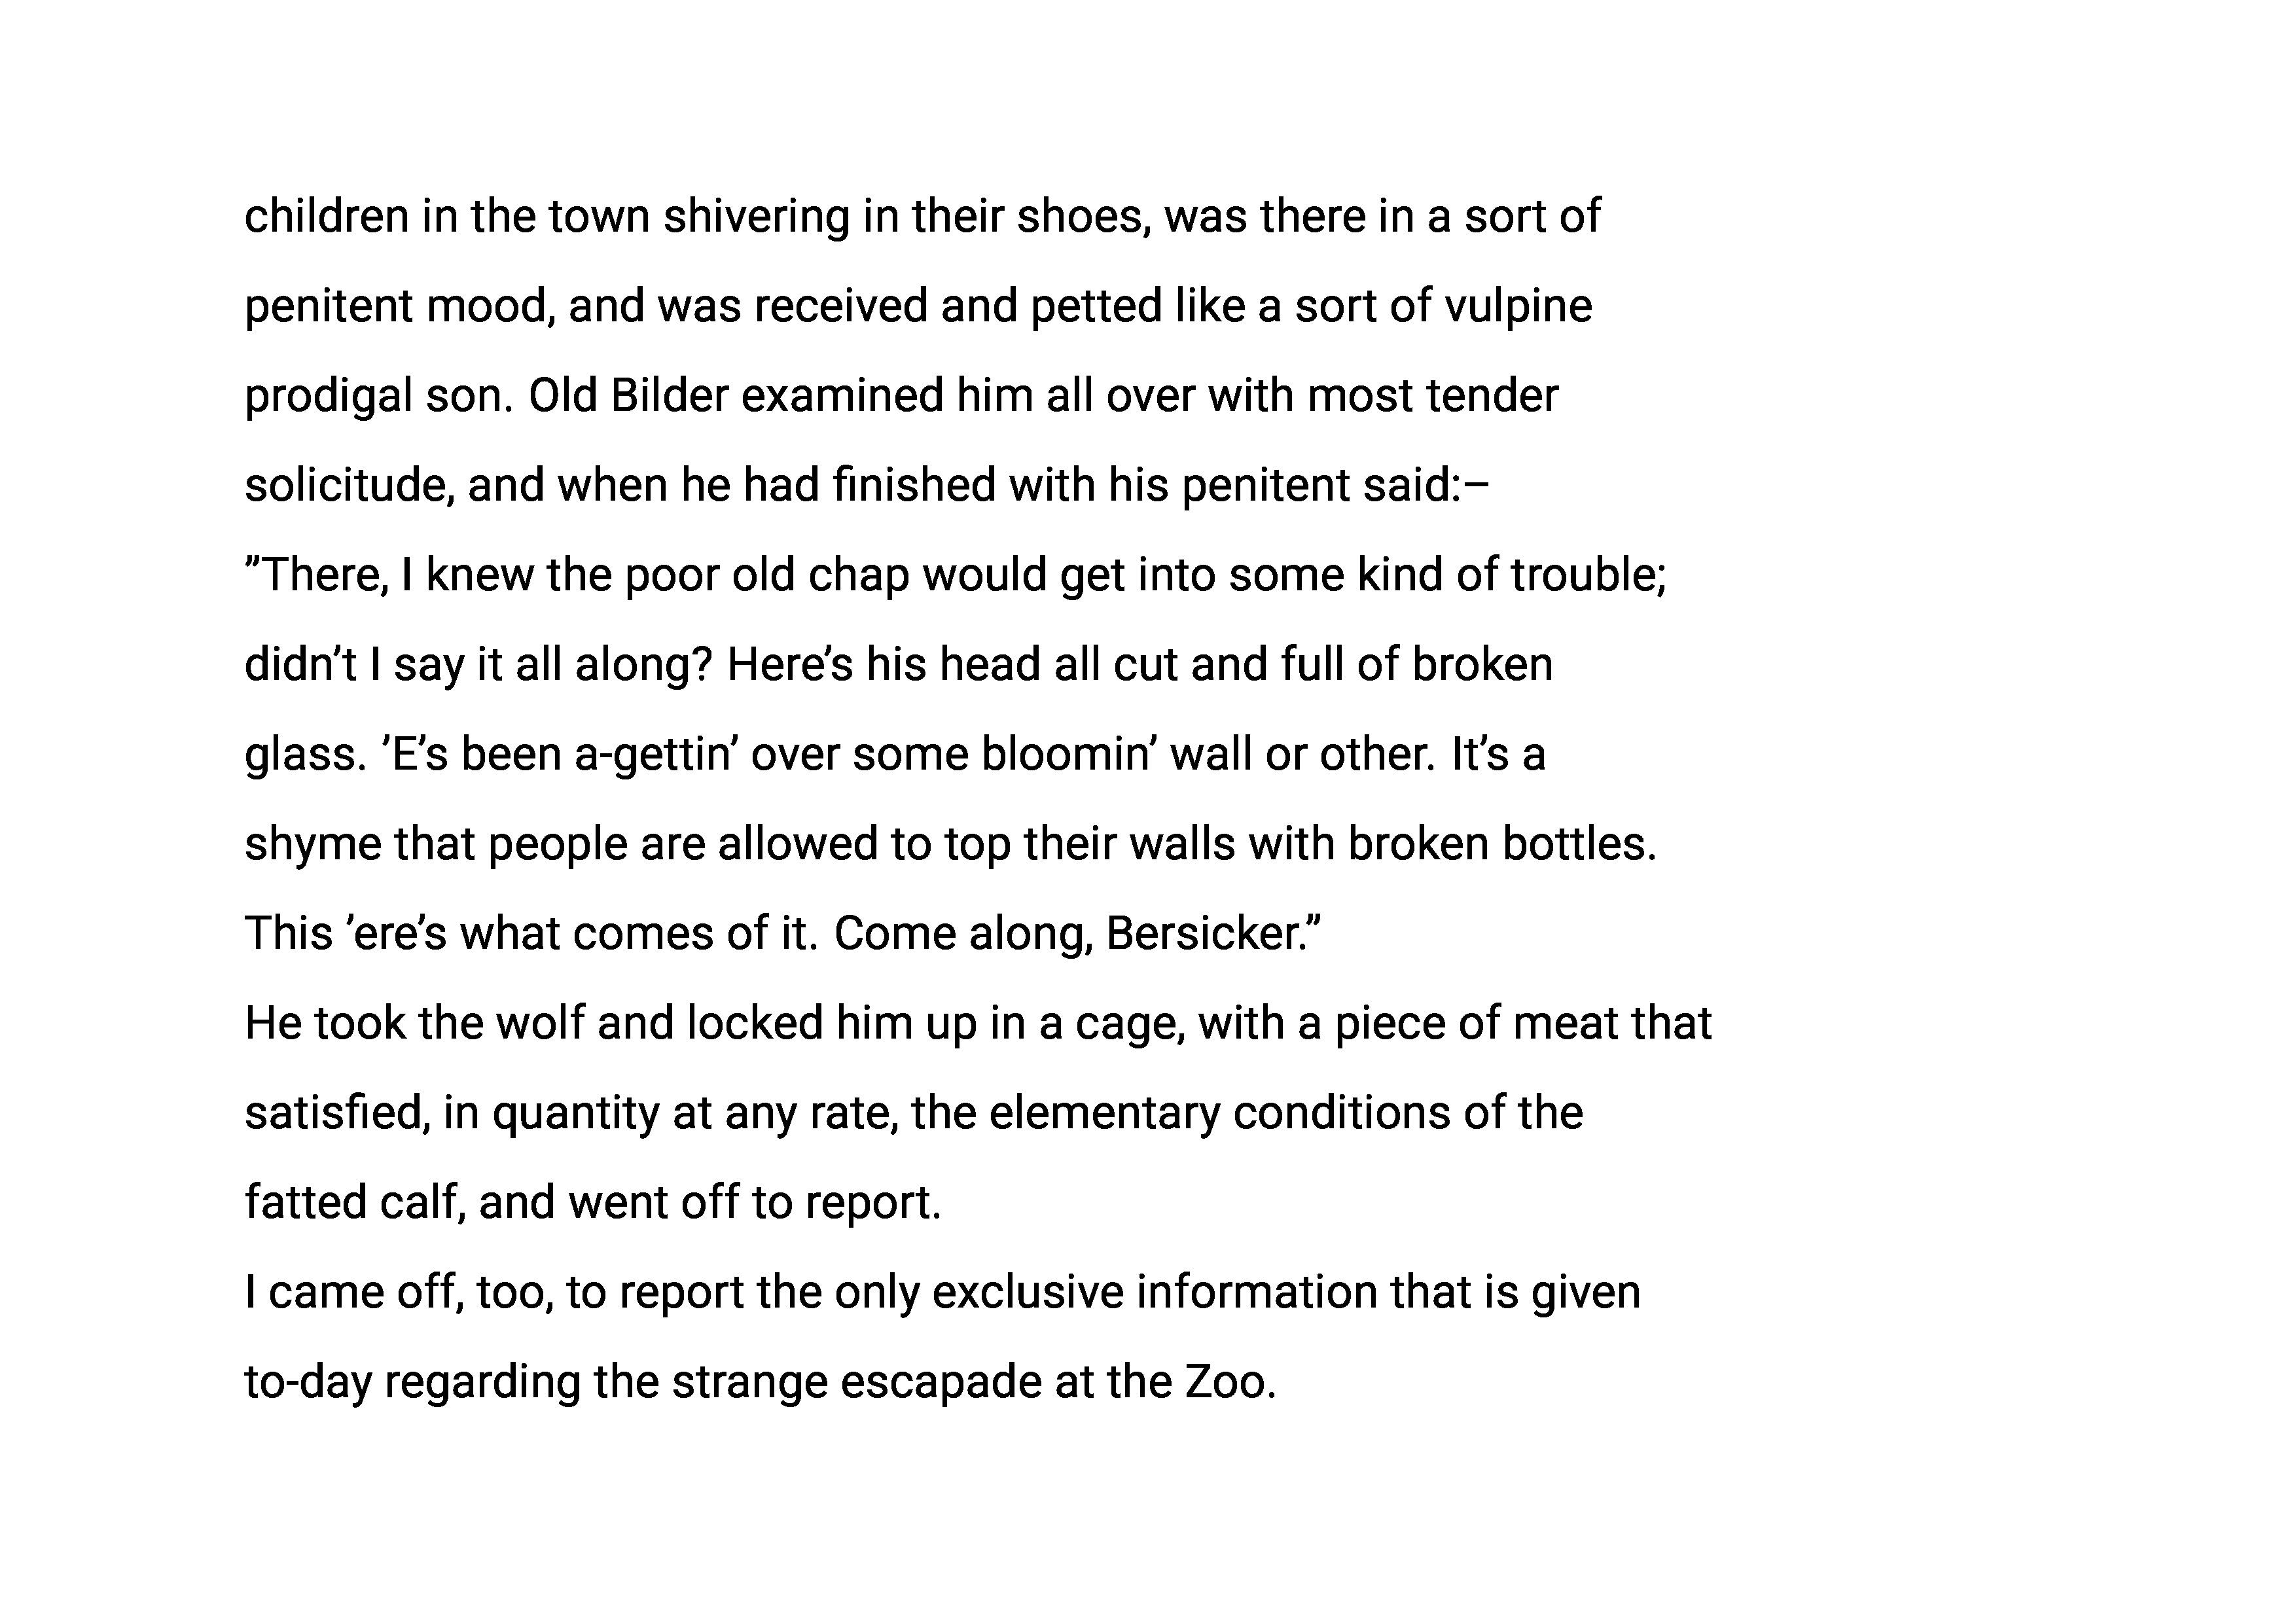 children in the town shivering in their shoes, was there in a sort of
penitent mood, and was received and petted like a sort of vulpine
prodigal son. Old Bilder examined him all over with most tender
solicitude, and when he had finished with his penitent said:–
”There, I knew the poor old chap would get into some kind of trouble;
didn’t I say it all along? Here’s his head all cut and full of broken
glass. ’E’s been a-gettin’ over some bloomin’ wall or other. It’s a
shyme that people are allowed to top their walls with broken bottles.
This ’ere’s what comes of it. Come along, Bersicker.”
He took the wolf and locked him up in a cage, with a piece of meat that
satisfied, in quantity at any rate, the elementary conditions of the
fatted calf, and went off to report.
I came off, too, to report the only exclusive information that is given
to-day regarding the strange escapade at the Zoo.